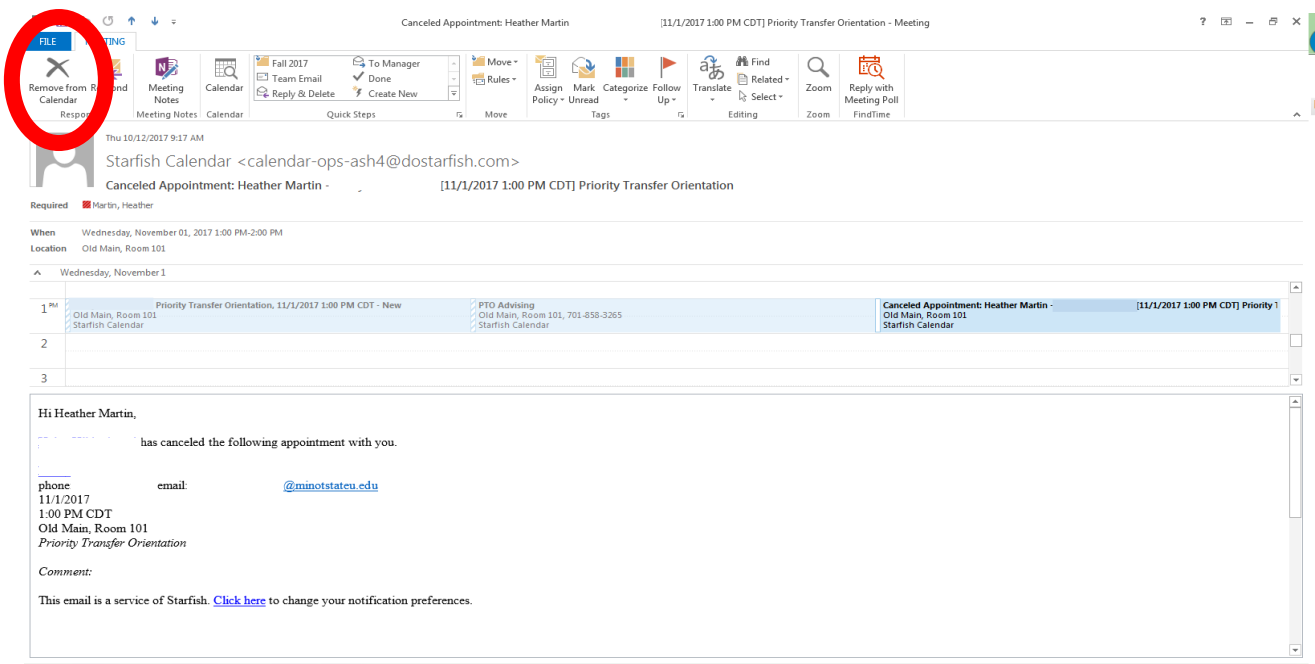 Canceled Appointment: Heather Martin [11/1/2017 1:00 PM CDT] Priority Transfer Orientation - Meeting
FILE MEETING
Remove from Calendar
Respond
Meeting Notes
Calendar
Fall 2017
To Manager
Team Email
Done
Reply & Delete
Create New
Move
Rules
Assign Policy
Mark Unread
Categorize
Follow Up
Translate
Find
Related
Select
Zoom
Reply with Meeting Poll
Meeting Notes Calendar Quick Steps Move Tags Editing Zoom FindTime
Thu 10/12/2017 9:17 AM
Starfish Calendar <calendar-ops-ash4@dostarfish.com>
Canceled Appointment: Heather Martin - [11/1/2017 1:00 PM CDT] Priority Transfer Orientation
Required Martin, Heather
When Wednesday, November 01, 2017 1:00 PM-2:00 PM
Location Old Main, Room 101
Wednesday, November 1
1 PM
Priority Transfer Orientation, 11/1/2017 1:00 PM CDT - New
Old Main, Room 101
Starfish Calendar
PTO Advising
Old Main, Room 101, 701-858-3265
Starfish Calendar
Canceled Appointment: Heather Martin - [11/1/2017 1:00 PM CDT] Priority T
Old Main, Room 101
Starfish Calendar
2
3
Hi Heather Martin,
has canceled the following appointment with you.
phone email: @minotstateu.edu
11/1/2017
1:00 PM CDT
Old Main, Room 101
Priority Transfer Orientation
Comment:
This email is a service of Starfish. Click here to change your notification preferences.